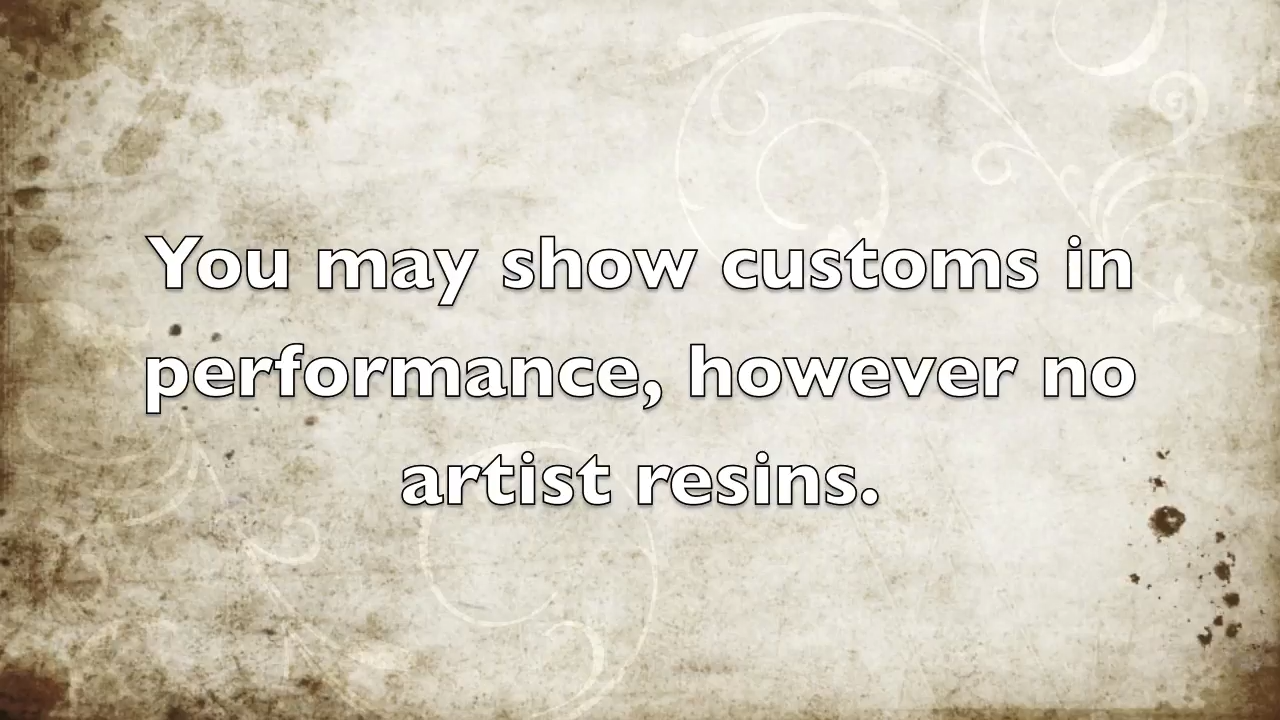 You may show customs in
performance, however no
artist resins.